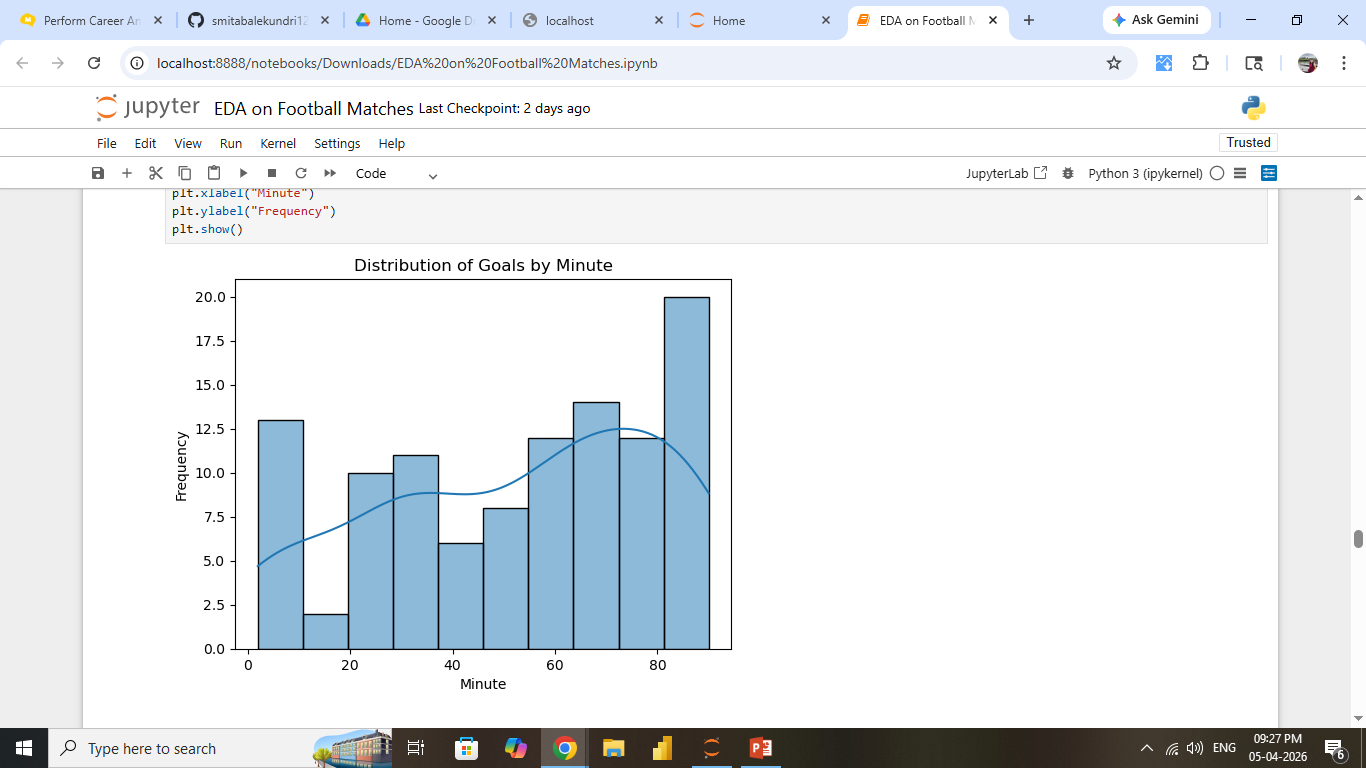 Perform Career An
smitabalekundri12
Home - Google D
localhost
Home
EDA on Football M
Ask Gemini
localhost:8888/notebooks/Downloads/EDA%20on%20Football%20Matches.ipynb
jupyter EDA on Football Matches Last Checkpoint: 2 days ago
File Edit View Run Kernel Settings Help
Trusted
Code
JupyterLab
Python 3 (ipykernel)
plt.xlabel("Minute")
plt.ylabel("Frequency")
plt.show()
Distribution of Goals by Minute
20.0
17.5
15.0
12.5
10.0
7.5
5.0
2.5
0.0
Frequency
0 20 40 60 80
Minute
Type here to search
ENG
09:27 PM
05-04-2026
6